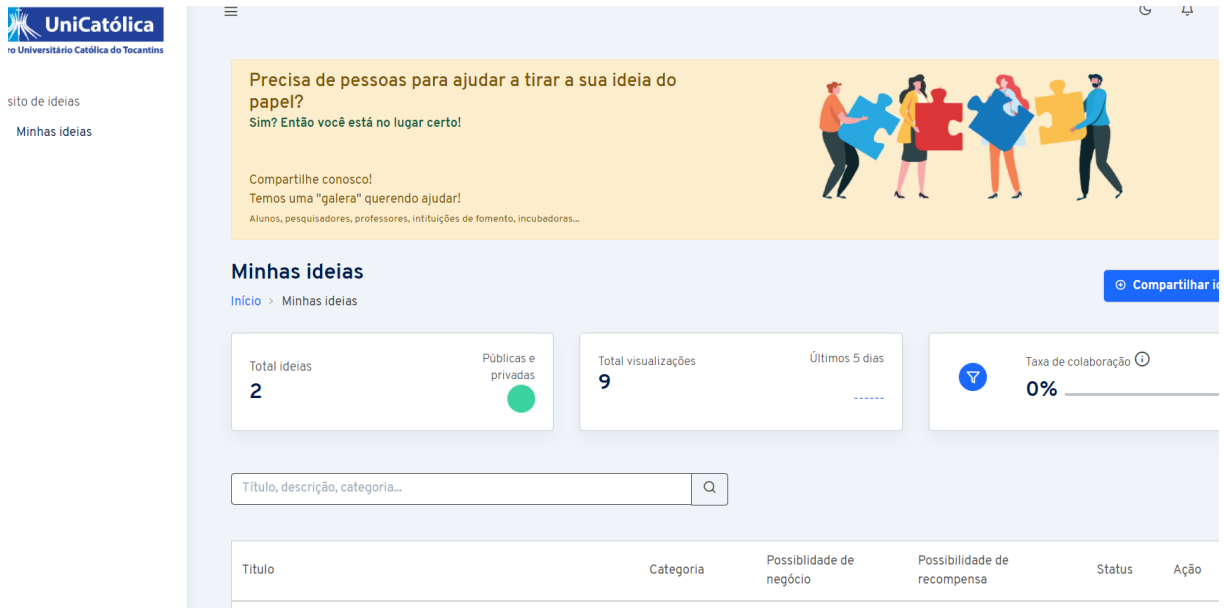 UniCatólica
ro Universitário Católica do Tocantins
sito de ideias
Minhas ideias
Precisa de pessoas para ajudar a tirar a sua ideia do
papel?
Sim? Então você está no lugar certo!
Compartilhe conosco!
Temos uma "galera" querendo ajudar!
Alunos, pesquisadores, professores, intituições de fomento, incubadoras...
Minhas ideias
Início > Minhas ideias
Compartilhar id
Total ideias
2
Públicas e
privadas
Total visualizações
9
Últimos 5 dias
Taxa de colaboração
0%
Título, descrição, categoria...
Titulo
Categoria
Possiblidade de
negócio
Possibilidade de
recompensa
Status
Ação